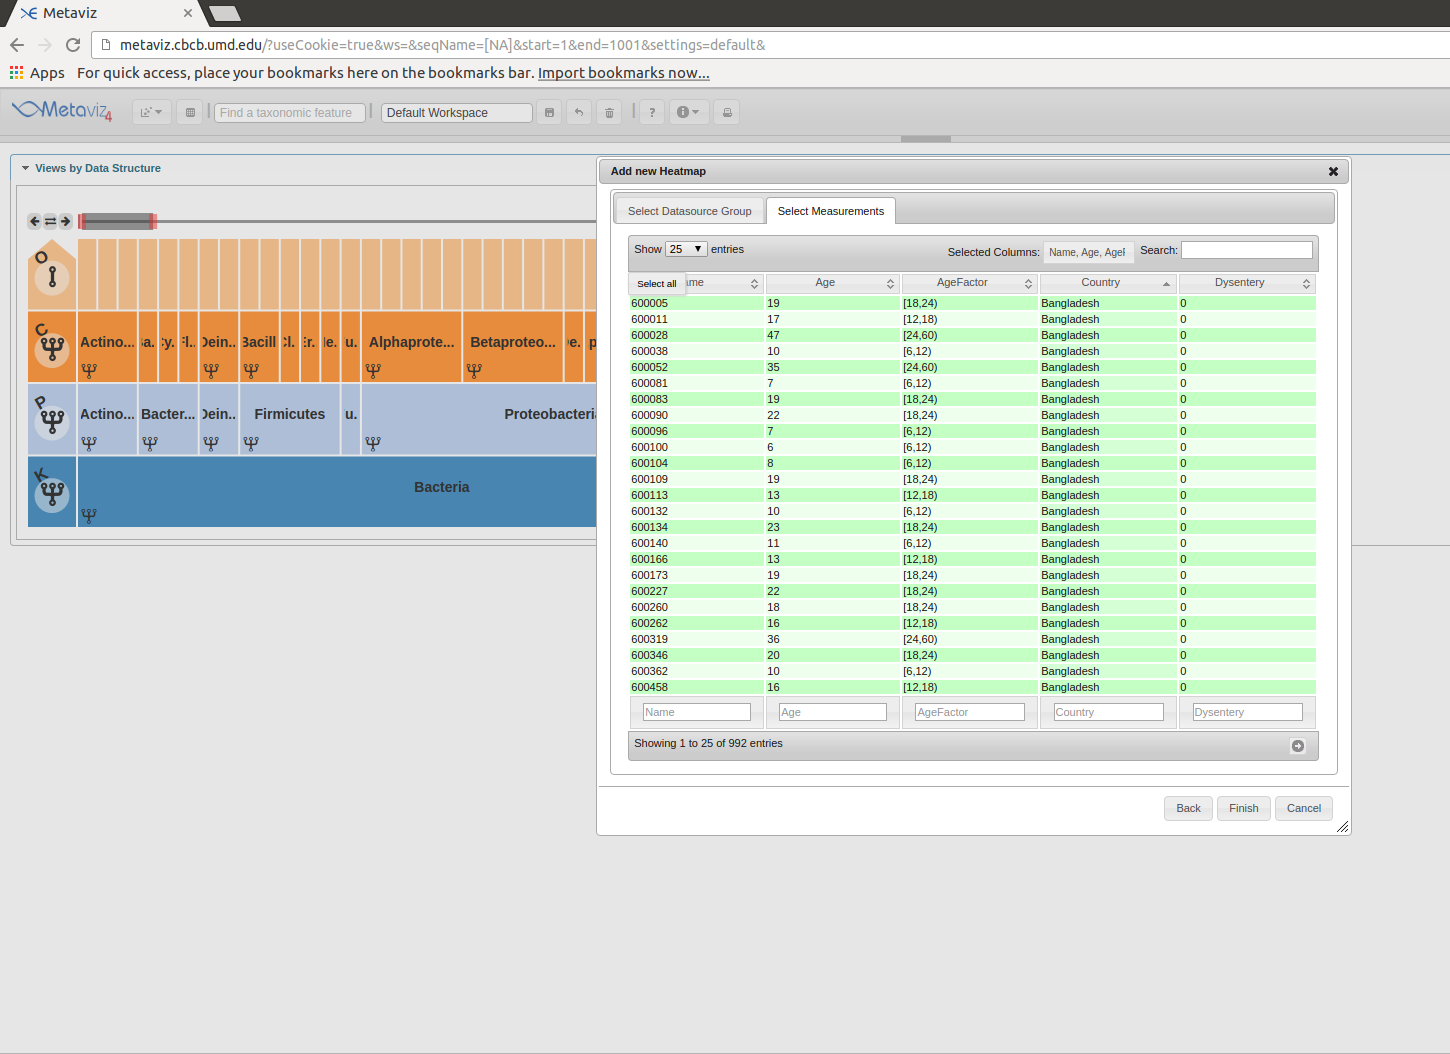 Metaviz
metaviz.cbcb.umd.edu/?useCookie=true&ws=&seqName=[NA]&start=1&end=1001&settings=default&
Apps For quick access, place your bookmarks here on the bookmarks bar. Import bookmarks now...
Metaviz4 Find a taxonomic feature Default Workspace ?
Views by Data Structure
Add new Heatmap
Select Datasource Group Select Measurements
Show 25 entries Selected Columns: Name, Age, AgeF Search:
Select all me Age AgeFactor Country Dysentery
600005 19 [18,24) Bangladesh 0
600011 17 [12,18) Bangladesh 0
600028 47 [24,60) Bangladesh 0
600038 10 [6,12) Bangladesh 0
600052 35 [24,60) Bangladesh 0
600081 7 [6,12) Bangladesh 0
600083 19 [18,24) Bangladesh 0
600090 22 [18,24) Bangladesh 0
600096 7 [6,12) Bangladesh 0
600100 6 [6,12) Bangladesh 0
600104 8 [6,12) Bangladesh 0
600109 19 [18,24) Bangladesh 0
600113 13 [12,18) Bangladesh 0
600132 10 [6,12) Bangladesh 0
600134 23 [18,24) Bangladesh 0
600140 11 [6,12) Bangladesh 0
600166 13 [12,18) Bangladesh 0
600173 19 [18,24) Bangladesh 0
600227 22 [18,24) Bangladesh 0
600260 18 [18,24) Bangladesh 0
600262 16 [12,18) Bangladesh 0
600319 36 [24,60) Bangladesh 0
600346 20 [18,24) Bangladesh 0
600362 10 [6,12) Bangladesh 0
600458 16 [12,18) Bangladesh 0
Name Age AgeFactor Country Dysentery
Showing 1 to 25 of 992 entries
Back Finish Cancel
O
C Actino... Dein... Bacill Alphaprote... Betaproteo...
P Actino... Bacter... Dein.. Firmicutes u. Proteobacteria
K Bacteria